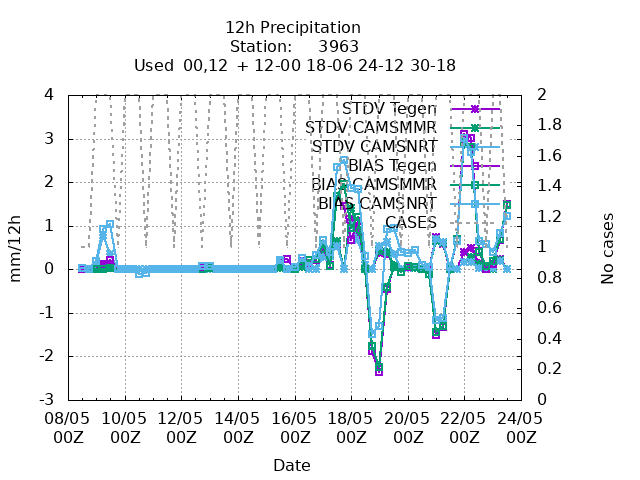 12h Precipitation
Station: 3963
Used 00,12 + 12-00 18-06 24-12 30-18
4
3
2
1
0
-1
-2
-3
mm/12h
2
1.8
1.6
1.4
1.2
1
0.8
0.6
0.4
0.2
0
No cases
STDV Tegen
STDV CAMSMMR
STDV CAMSNRT
BIAS Tegen
BIAS CAMSMMR
BIAS CAMSNRT
CASES
08/05 10/05 12/05 14/05 16/05 18/05 20/05 22/05 24/05
00Z 00Z 00Z 00Z 00Z 00Z 00Z 00Z 00Z
Date